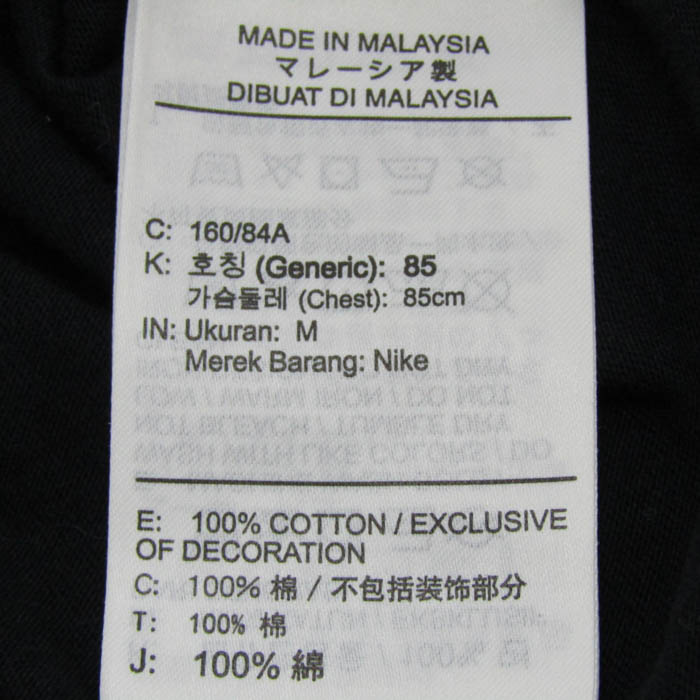 MADE IN MALAYSIA
マレーシア製
DIBUAT DI MALAYSIA
C: 160/84A
K: 호칭 (Generic): 85
가슴둘레 (Chest): 85cm
IN: Ukuran: M
Merek Barang: Nike
E: 100% COTTON / EXCLUSIVE
OF DECORATION
C: 100% 棉 / 不包括装饰部分
T: 100% 棉
J: 100% 綿